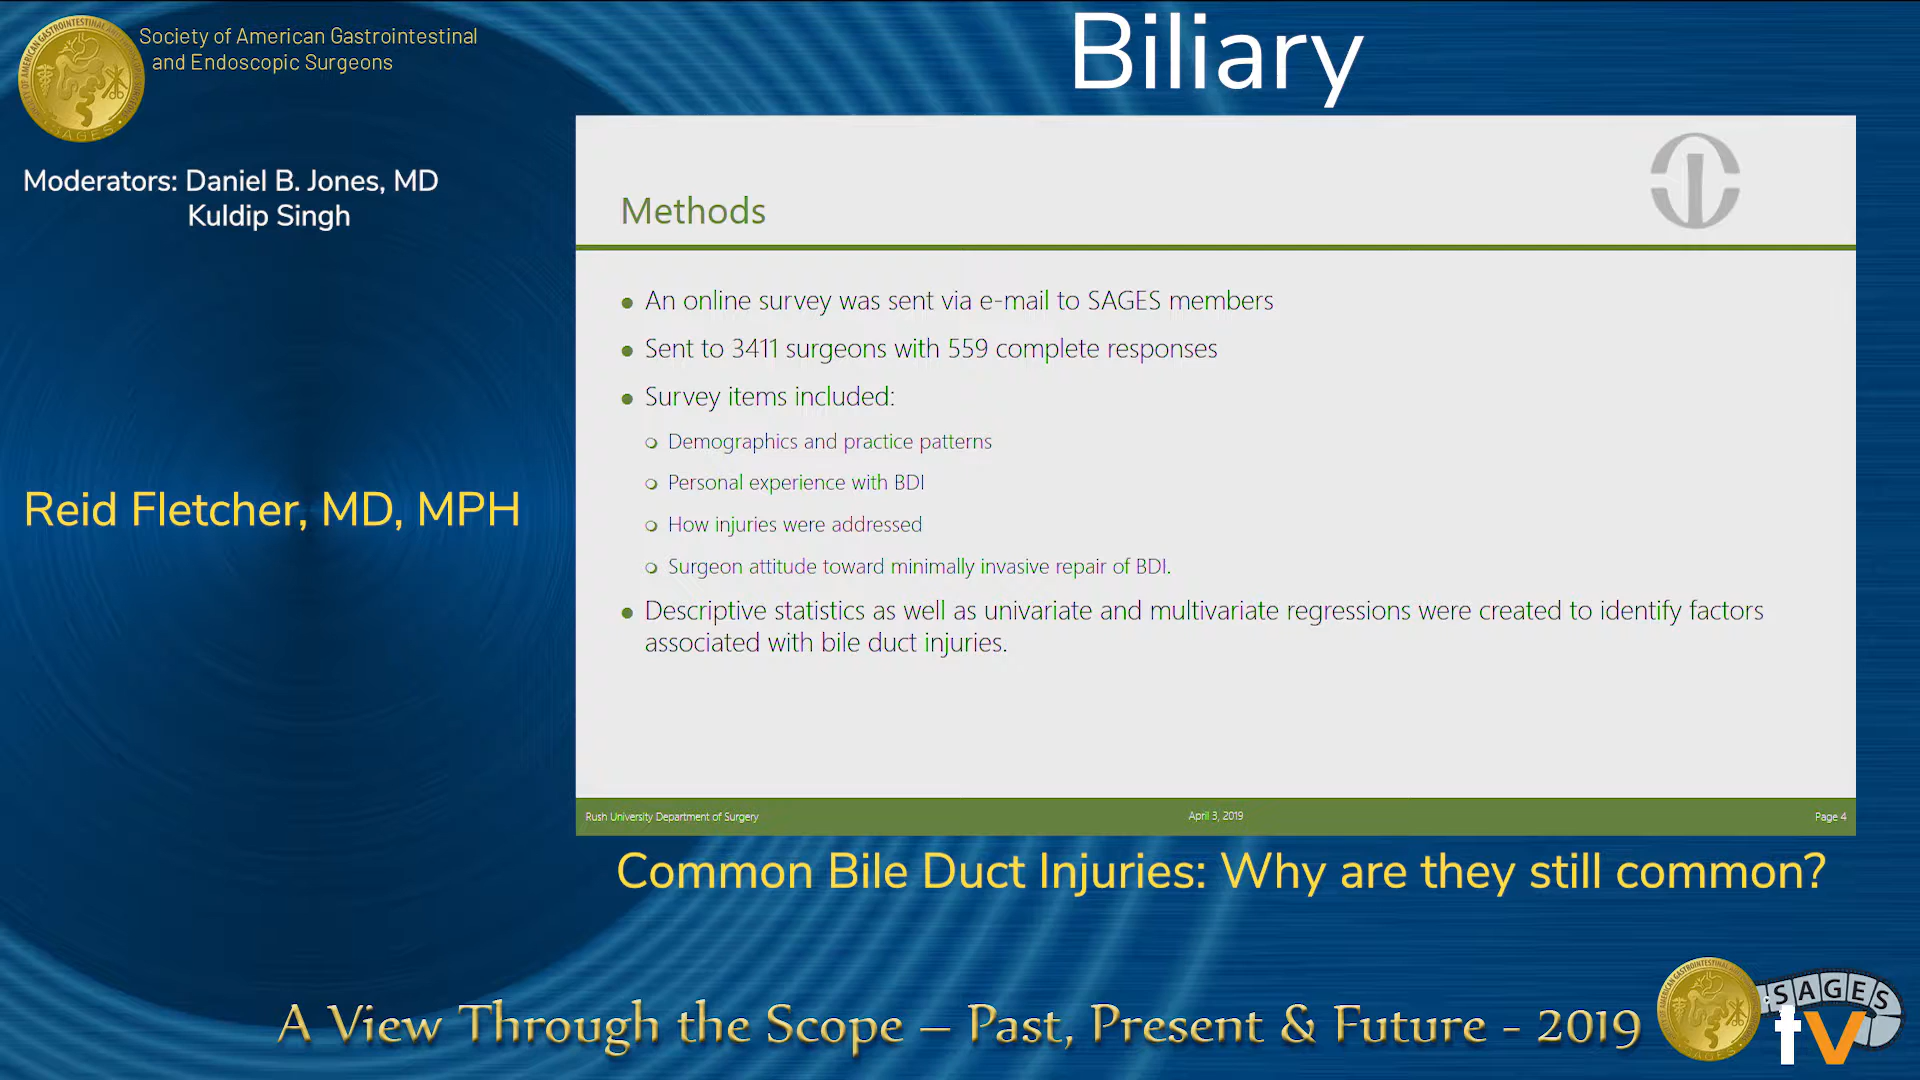 Society of American Gastrointestinal
and Endoscopic Surgeons
Biliary
Moderators: Daniel B. Jones, MD
Kuldip Singh
Reid Fletcher, MD, MPH
Methods
An online survey was sent via e-mail to SAGES members
Sent to 3411 surgeons with 559 complete responses
Survey items included:
Demographics and practice patterns
Personal experience with BDI
How injuries were addressed
Surgeon attitude toward minimally invasive repair of BDI.
Descriptive statistics as well as univariate and multivariate regressions were created to identify factors
associated with bile duct injuries.
Rush University Department of Surgery
April 3, 2019
Page 4
Common Bile Duct Injuries: Why are they still common?
A View Through the Scope – Past, Present & Future - 2019
SAGES
tv